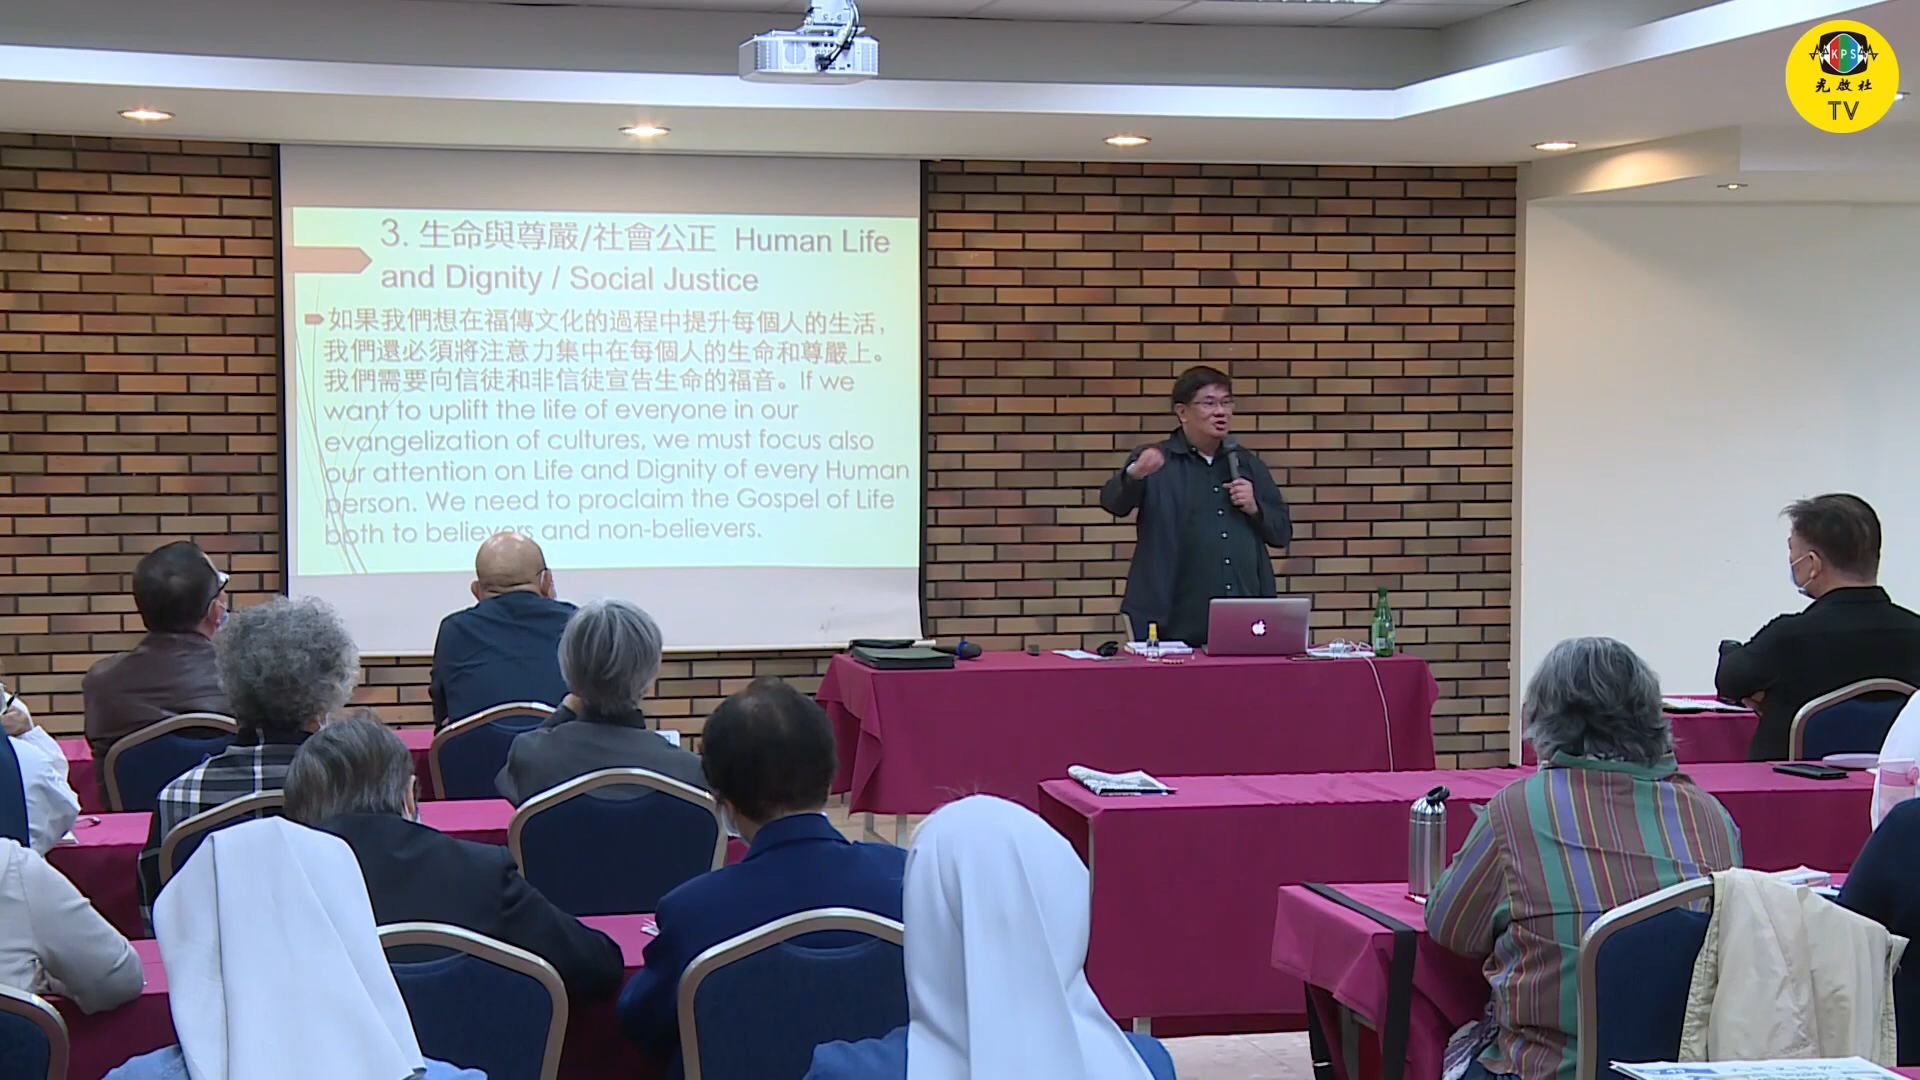 KPS
光啟社
TV
3. 生命與尊嚴/社會公正 Human Life
and Dignity / Social Justice
如果我們想在福傳文化的過程中提升每個人的生活,
我們還必須將注意力集中在每個人的生命和尊嚴上。
我們需要向信徒和非信徒宣告生命的福音。If we
want to uplift the life of everyone in our
evangelization of cultures, we must focus also
our attention on Life and Dignity of every Human
person. We need to proclaim the Gospel of Life
both to believers and non-believers.